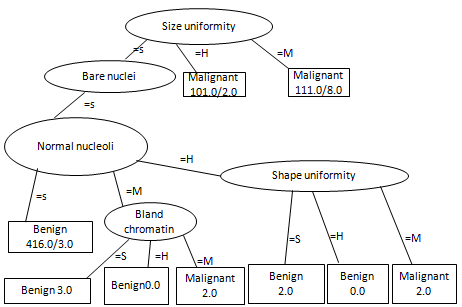 Size uniformity
=s
=H
=M
Bare nuclei
Malignant
101.0/2.0
Malignant
111.0/8.0
=s
Normal nucleoli
=H
Shape uniformity
=s
=M
Benign
416.0/3.0
Bland
chromatin
=S
=H
=M
=S
=H
=M
Benign 3.0
Benign0.0
Malignant
2.0
Benign
2.0
Benign
0.0
Malignant
2.0